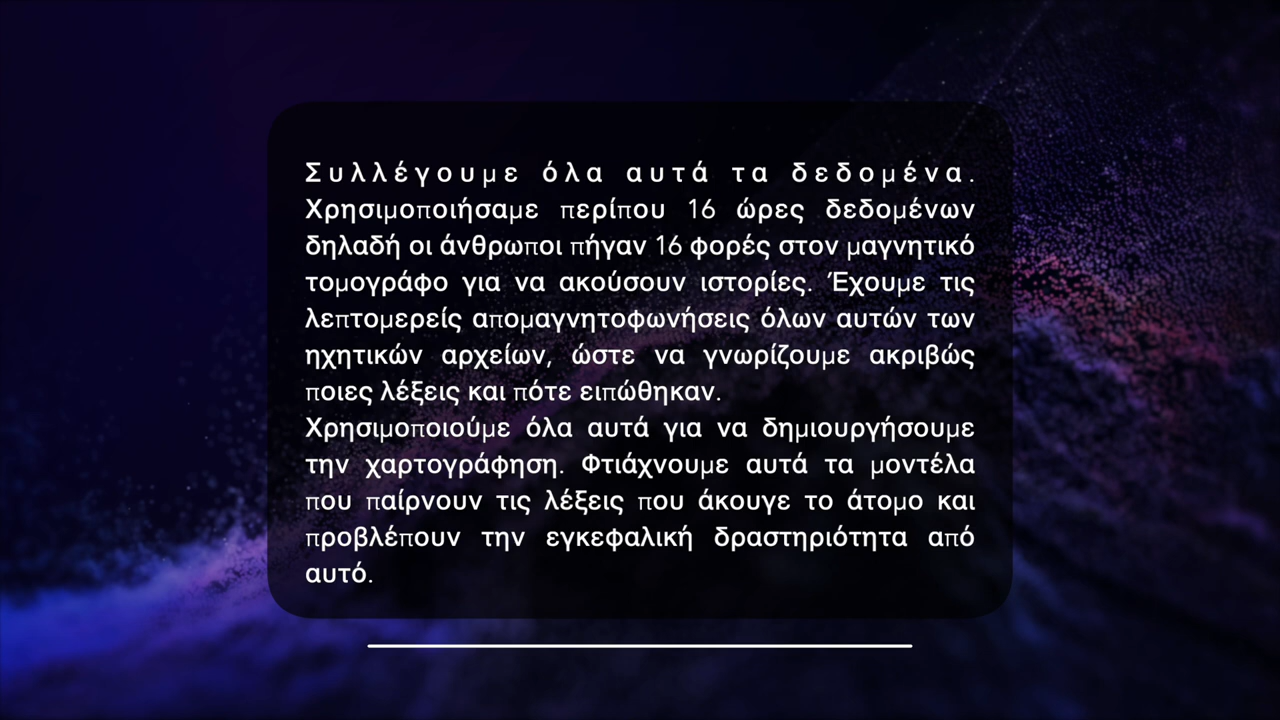 Συλλέγουμε όλα αυτά τα δεδομένα.
Χρησιμοποιήσαμε περίπου 16 ώρες δεδομένων
δηλαδή οι άνθρωποι πήγαν 16 φορές στον μαγνητικό
τομογράφο για να ακούσουν ιστορίες. Έχουμε τις
λεπτομερείς απομαγνητοφωνήσεις όλων αυτών των
ηχητικών αρχείων, ώστε να γνωρίζουμε ακριβώς
ποιες λέξεις και πότε ειπώθηκαν.
Χρησιμοποιούμε όλα αυτά για να δημιουργήσουμε
την χαρτογράφηση. Φτιάχνουμε αυτά τα μοντέλα
που παίρνουν τις λέξεις που άκουγε το άτομο και
προβλέπουν την εγκεφαλική δραστηριότητα από
αυτό.